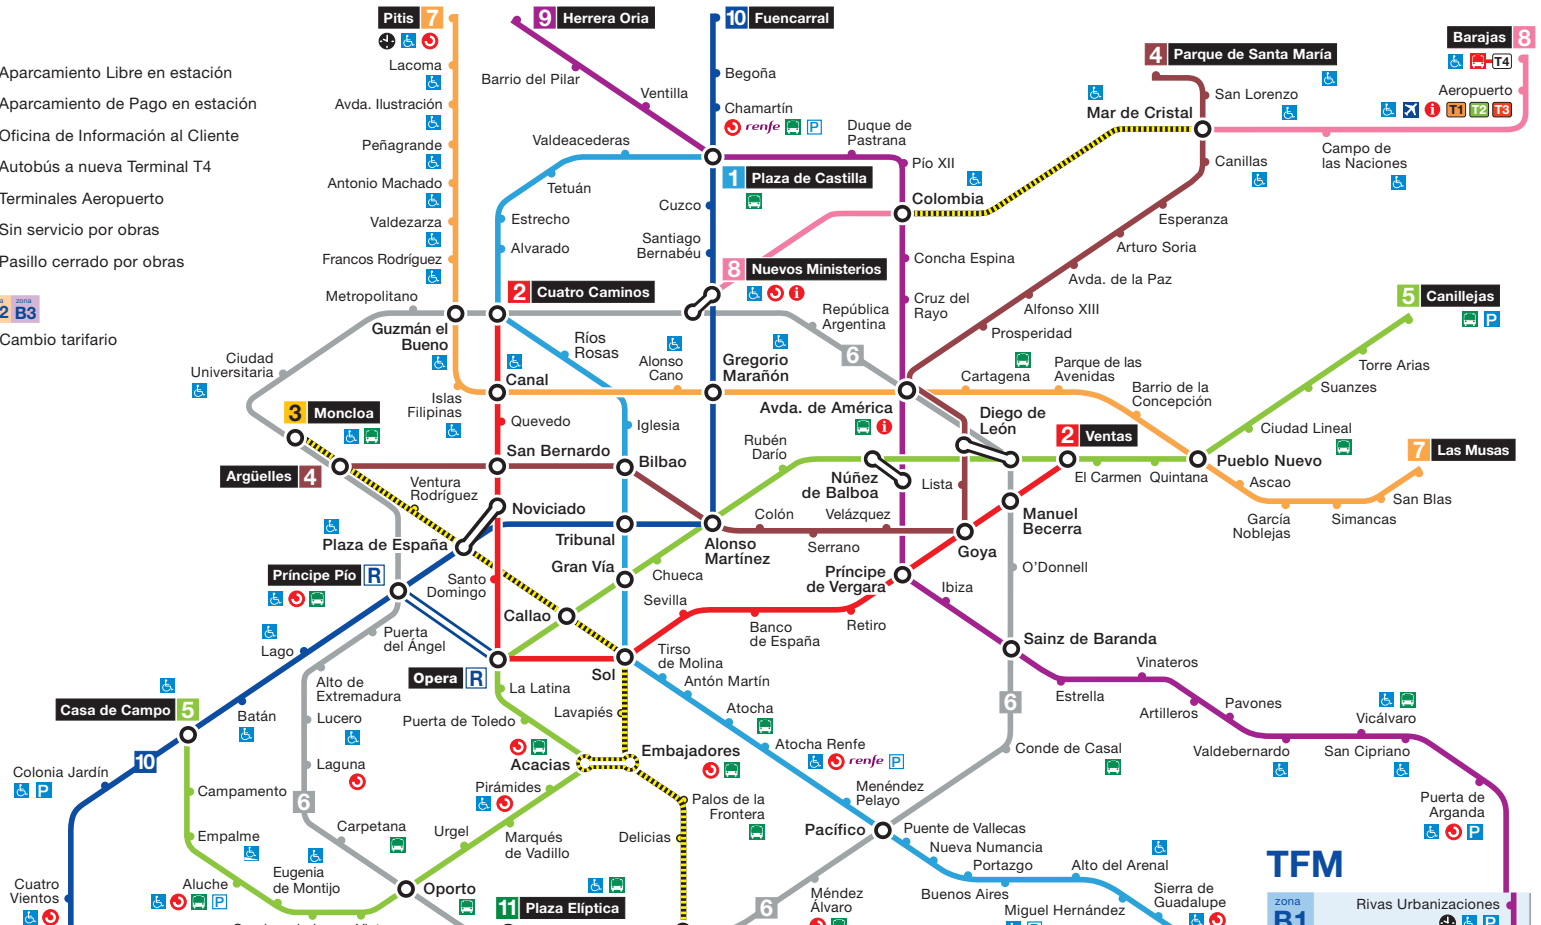 Aparcamiento Libre en estación
Aparcamiento de Pago en estación
Oficina de Información al Cliente
Autobús a nueva Terminal T4
Terminales Aeropuerto
Sin servicio por obras
Pasillo cerrado por obras
zona
2 B3
Cambio tarifario
Pitis 7
Lacoma
Avda. Ilustración
Peñagrande
Antonio Machado
Valdezarza
Francos Rodríguez
Metropolitano
Guzmán el
Bueno
Islas
Filipinas
Ciudad
Universitaria
9 Herrera Oria
Barrio del Pilar
Ventilla
10 Fuencarral
Begoña
Chamartín
renfe P
Valdeacederas
Tetuán
Estrecho
Alvarado
1 Plaza de Castilla
Duque de
Pastrana
Pío XII
Colombia
Concha Espina
Cruz del
Rayo
Cuzco
Santiago
Bernabéu
8 Nuevos Ministerios
2 Cuatro Caminos
República
Argentina
6
4 Parque de Santa María
San Lorenzo
Mar de Cristal
Canillas
Esperanza
Arturo Soria
Avda. de la Paz
Alfonso XIII
Prosperidad
Barajas 8
T4
Aeropuerto
T1 T2 T3
Campo de
las Naciones
5 Canillejas
P
Torre Arias
Suanzes
Ciudad Lineal
7 Las Musas
San Blas
Simancas
García
Noblejas
Ascao
Pueblo Nuevo
Barrio de la
Concepción
Parque de las
Avenidas
Cartagena
Avda. de América
Gregorio
Marañón
Alonso
Cano
Ríos
Rosas
Canal
Quevedo
Iglesia
3 Moncloa
Argüelles 4
San Bernardo
Bilbao
Ventura
Rodríguez
Noviciado
Plaza de España
Tribunal
Alonso
Martínez
Rubén
Darío
Núñez
de Balboa
Diego de
León
2 Ventas
El Carmen
Quintana
Lista
Manuel
Becerra
Colón
Velázquez
Serrano
Goya
O'Donnell
Príncipe
de Vergara
Ibiza
Sainz de Baranda
Príncipe Pío R
Santo
Domingo
Gran Vía
Chueca
Callao
Sevilla
Banco
de España
Retiro
Opera R
Sol
Tirso
de Molina
Antón Martín
Atocha
Atocha Renfe
renfe P
Menéndez
Pelayo
Pacífico
Puente de Vallecas
Nueva Numancia
Portazgo
Buenos Aires
Alto del Arenal
Miguel Hernández
Sierra de
Guadalupe
Lago
Batán
Casa de Campo 5
10
Colonia Jardín
P
Cuatro
Vientos
Campamento
Empalme
Aluche
P
Eugenia
de Montijo
Puerta
del Ángel
Alto de
Extremadura
Lucero
Laguna
6
Carpetana
Oporto
Urgel
Marqués
de Vadillo
Pirámides
Acacias
Puerta de Toledo
La Latina
Lavapiés
Embajadores
Palos de la
Frontera
Delicias
11 Plaza Elíptica
6
Méndez
Álvaro
Conde de Casal
6
Estrella
Vinateros
Artilleros
Pavones
Valdebernardo
Vicálvaro
San Cipriano
Puerta de
Arganda
P
TFM
zona
B1
Rivas Urbanizaciones
P